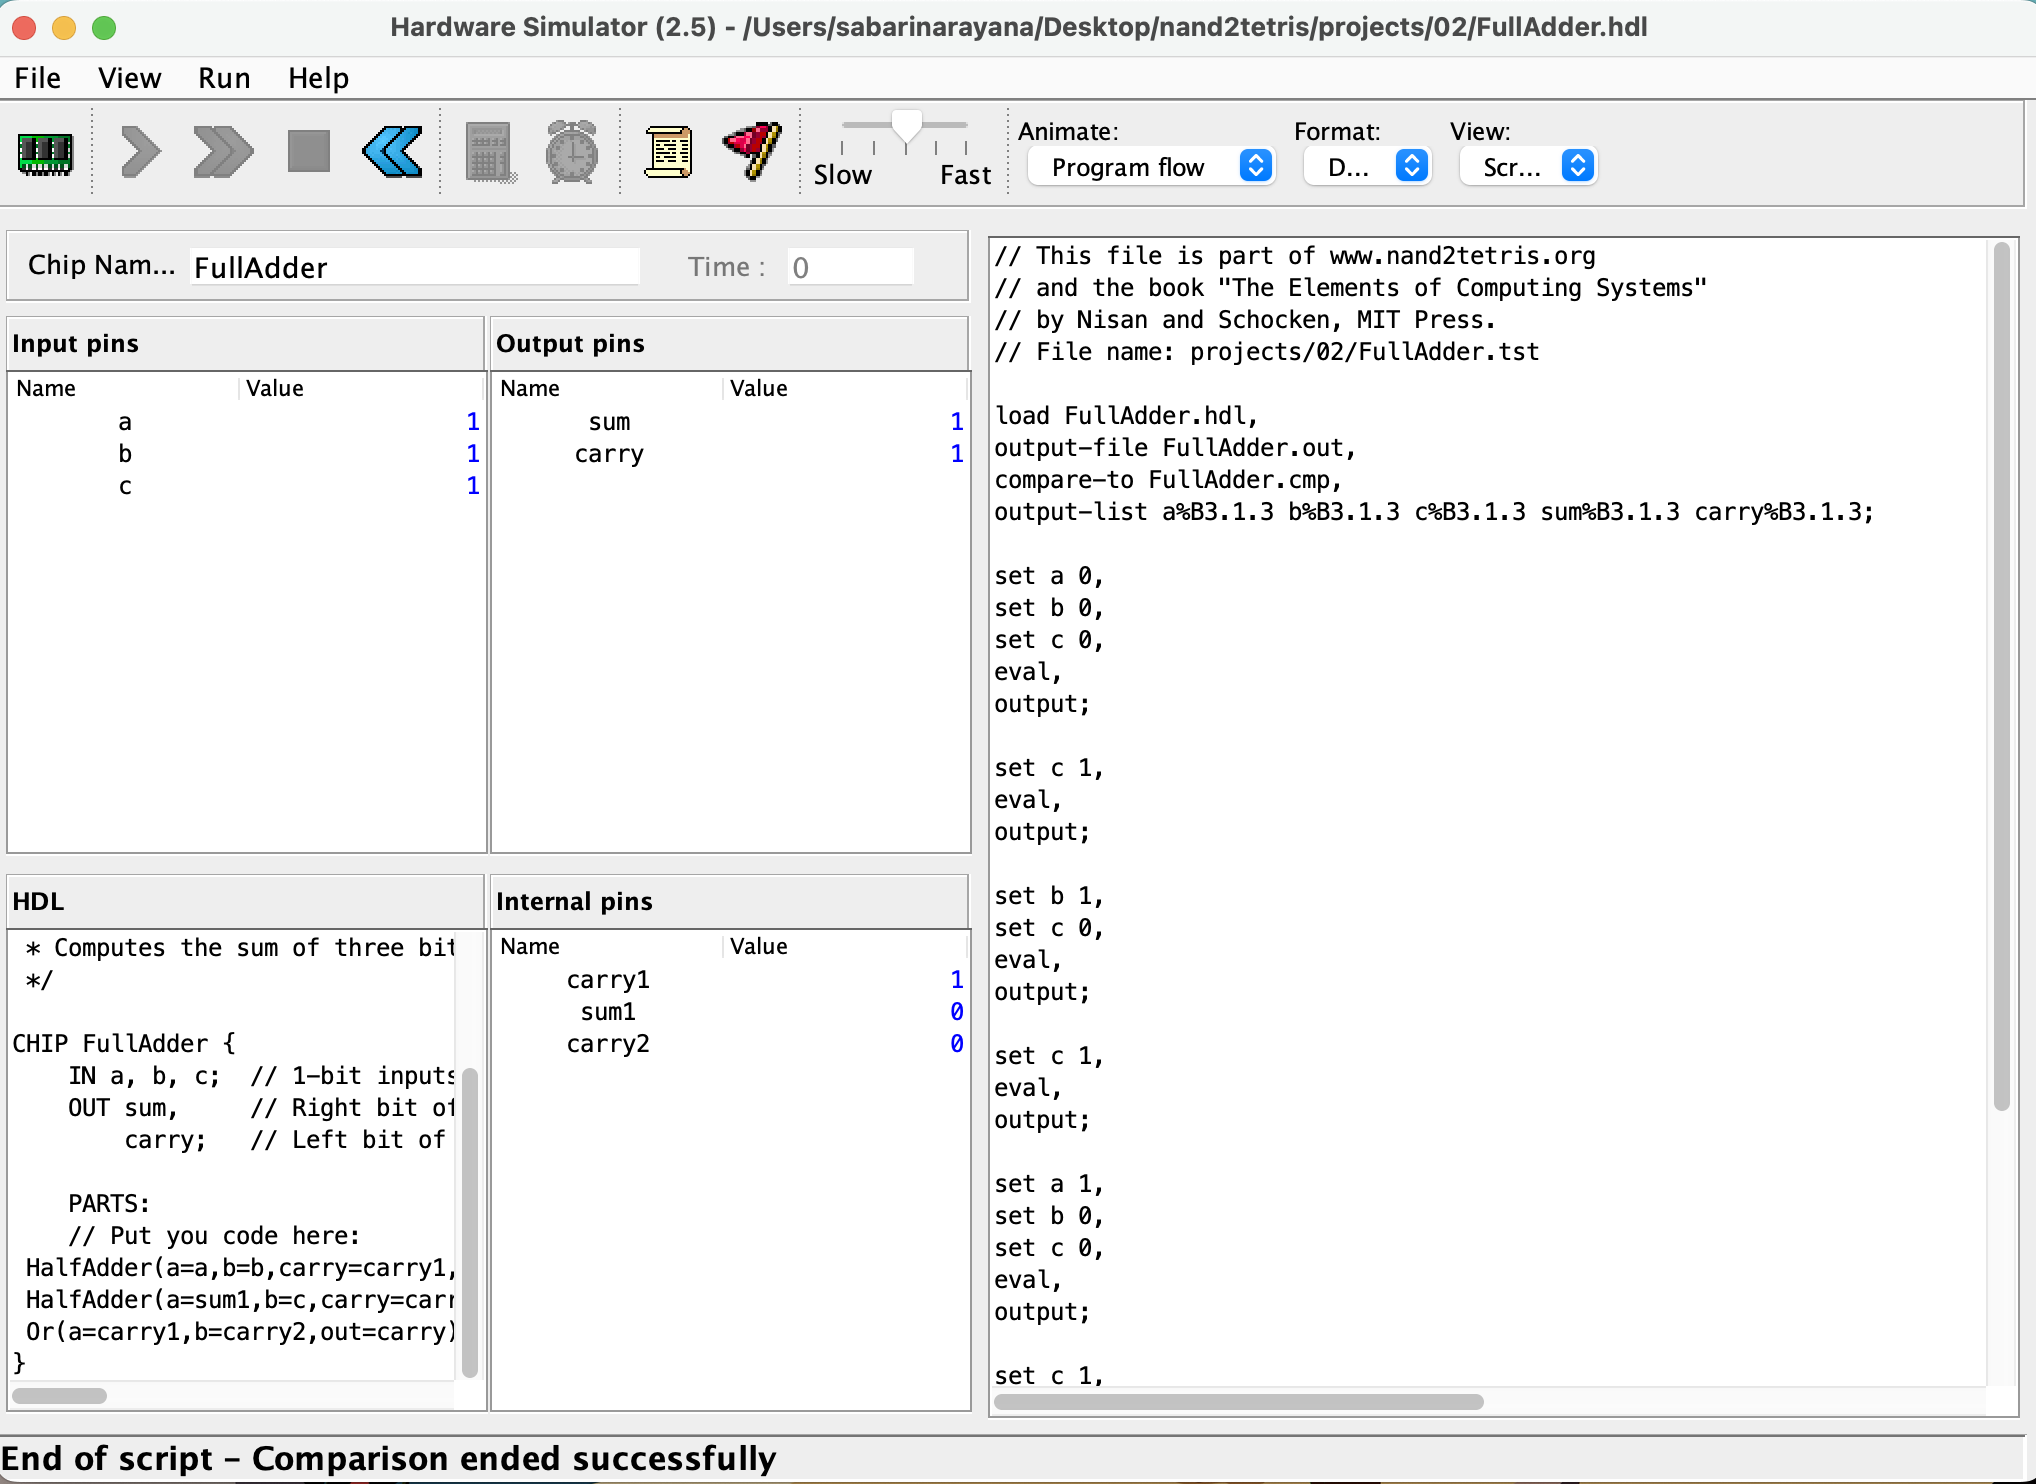 Hardware Simulator (2.5) - /Users/sabarinarayana/Desktop/nand2tetris/projects/02/FullAdder.hdl
File View Run Help
Slow Fast
Animate: Format: View:
Program flow D... Scr...
Chip Nam... FullAdder Time : 0
Input pins
Name Value
a 1
b 1
c 1
Output pins
Name Value
sum 1
carry 1
HDL
* Computes the sum of three bit
*/
CHIP FullAdder {
IN a, b, c;  // 1-bit inputs
OUT sum,     // Right bit of
carry;   // Left bit of
PARTS:
// Put you code here:
HalfAdder(a=a,b=b,carry=carry1,
HalfAdder(a=sum1,b=c,carry=carr
Or(a=carry1,b=carry2,out=carry)
}
Internal pins
Name Value
carry1 1
sum1 0
carry2 0
// This file is part of www.nand2tetris.org
// and the book "The Elements of Computing Systems"
// by Nisan and Schocken, MIT Press.
// File name: projects/02/FullAdder.tst
load FullAdder.hdl,
output-file FullAdder.out,
compare-to FullAdder.cmp,
output-list a%B3.1.3 b%B3.1.3 c%B3.1.3 sum%B3.1.3 carry%B3.1.3;
set a 0,
set b 0,
set c 0,
eval,
output;
set c 1,
eval,
output;
set b 1,
set c 0,
eval,
output;
set c 1,
eval,
output;
set a 1,
set b 0,
set c 0,
eval,
output;
set c 1,
End of script - Comparison ended successfully